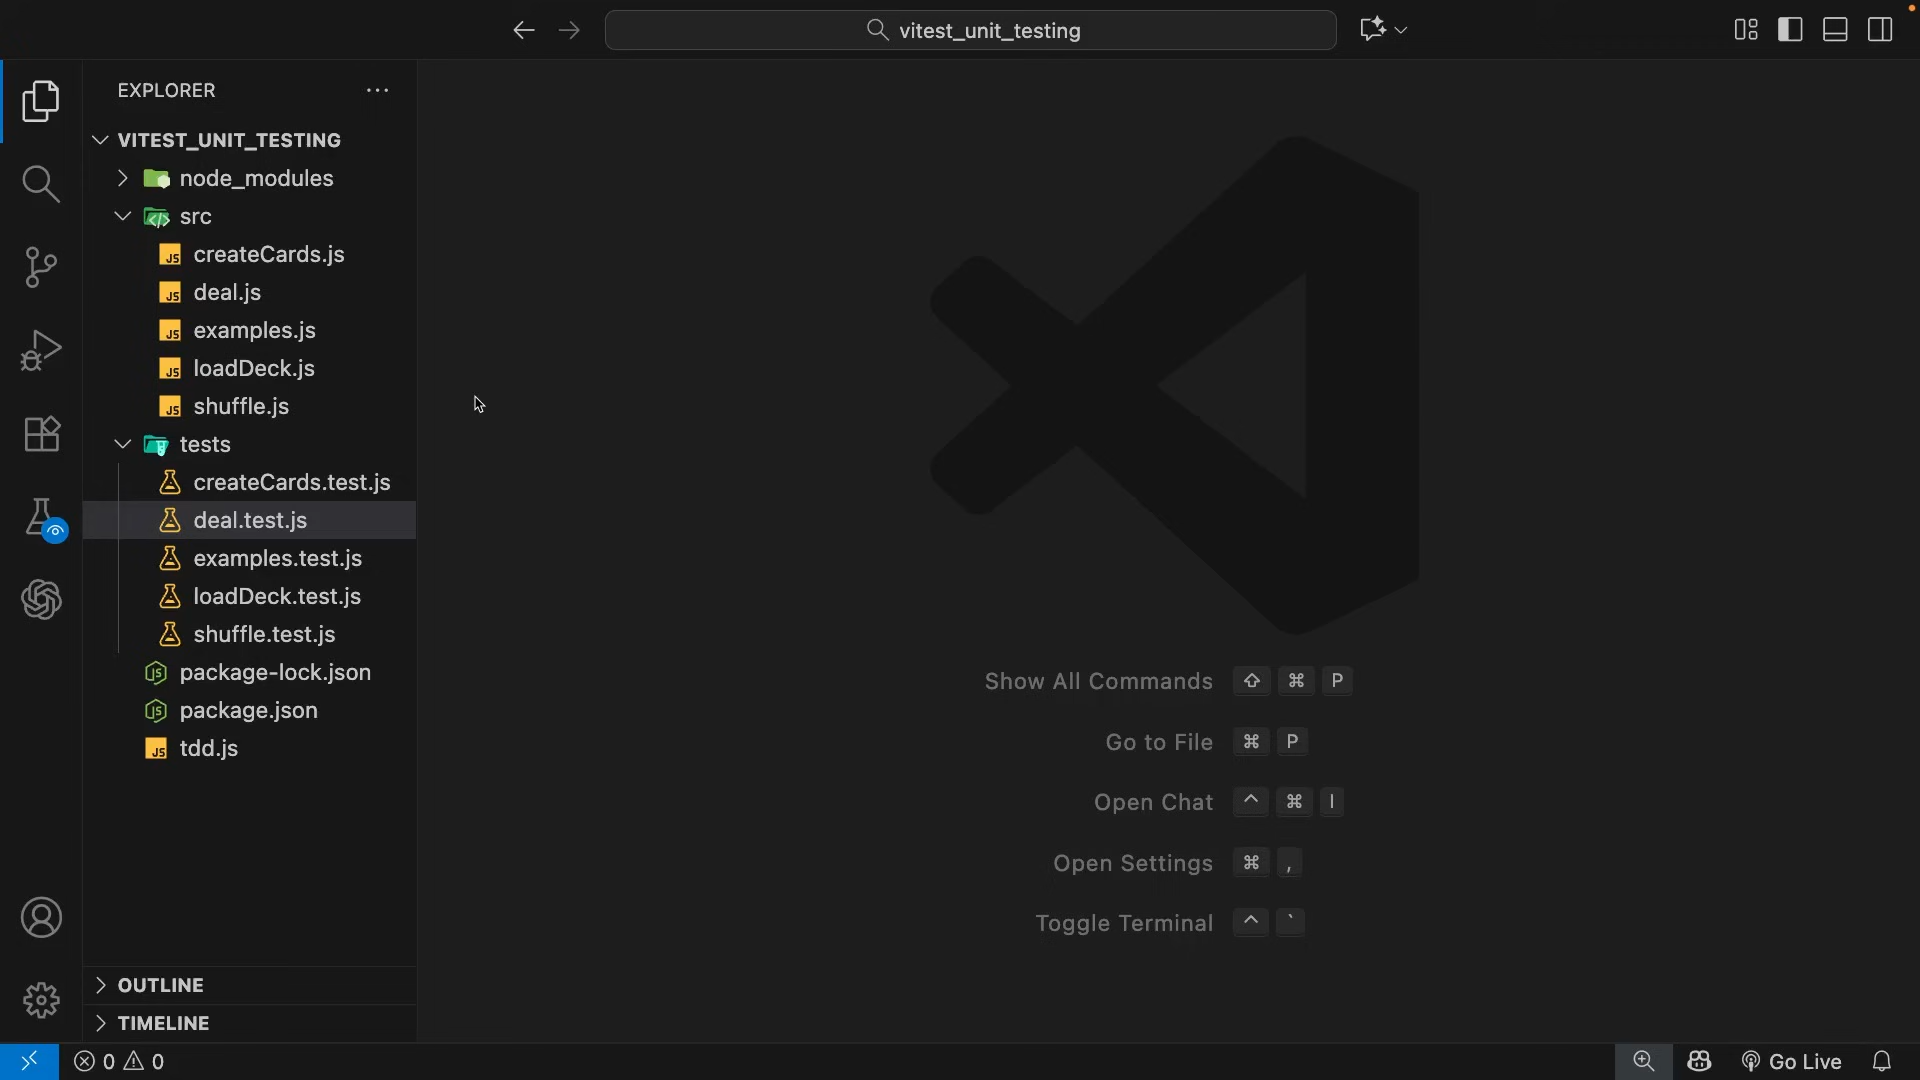 vitest_unit_testing
EXPLORER
VITEST_UNIT_TESTING
node_modules
src
createCards.js
deal.js
examples.js
loadDeck.js
shuffle.js
tests
createCards.test.js
deal.test.js
examples.test.js
loadDeck.test.js
shuffle.test.js
package-lock.json
package.json
tdd.js
Show All Commands ⇧ ⌘ P
Go to File ⌘ P
Open Chat ^ ⌘ I
Open Settings ⌘ ,
Toggle Terminal ^ `
OUTLINE
TIMELINE
0 0
Go Live